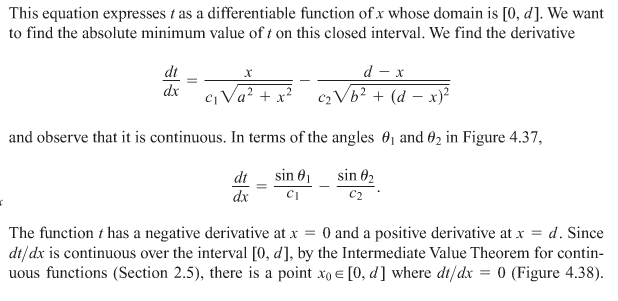 This equation expresses t as a differentiable function of x whose domain is [0, d]. We want
to find the absolute minimum value of t on this closed interval. We find the derivative
dt/dx = x/(c₁√(a² + x²)) − (d − x)/(c₂√(b² + (d − x)²))
and observe that it is continuous. In terms of the angles θ₁ and θ₂ in Figure 4.37,
dt/dx = sin θ₁/c₁ − sin θ₂/c₂.
The function t has a negative derivative at x = 0 and a positive derivative at x = d. Since
dt/dx is continuous over the interval [0, d], by the Intermediate Value Theorem for contin-
uous functions (Section 2.5), there is a point x₀ ∈ [0, d] where dt/dx = 0 (Figure 4.38).